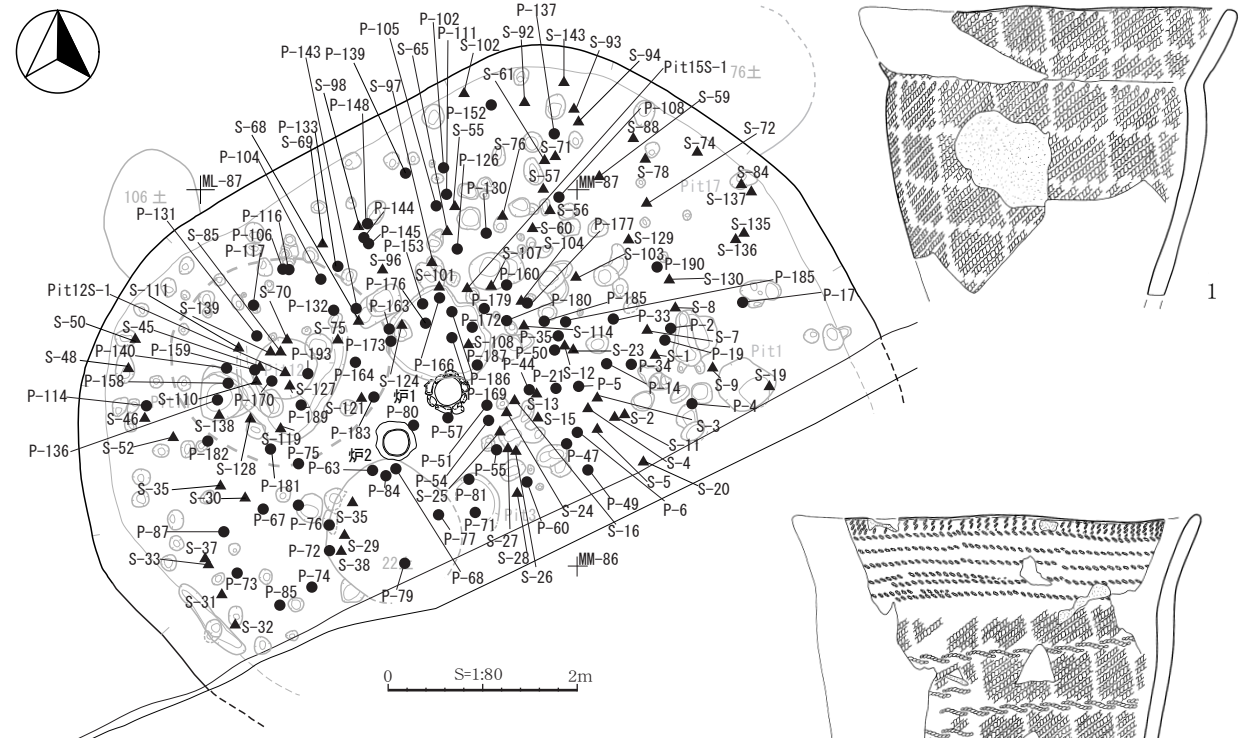 P-137
P-102
P-105
P-111
S-92
S-143
S-102
S-93
P-143
P-139
S-65
S-94
S-61
Pit15S-1
76土
S-98
S-97
S-59
P-148
P-152
P-108
S-68
P-133
S-55
S-88
S-72
S-69
S-76
S-71
S-74
P-104
P-126
S-57
S-78
S-84
P-130
MM-87
Pit17
106土
ML-87
S-137
P-131
P-116
P-144
S-56
P-177
S-85
P-106
P-145
S-60
S-135
P-117
P-153
S-104
S-129
S-136
S-96
S-107
S-103
P-176
S-101
P-160
P-190
S-130
P-185
Pit12S-1
S-111
S-70
P-132
P-163
P-179
P-180
P-185
P-17
S-139
S-8
S-50
S-45
S-75
P-172
P-33
P-2
S-114
P-173
P-35
S-7
S-48
P-140
P-159
P-193
S-108
P-50
S-23
S-1
P-19
Pit1
P-158
P-164
P-166
P-187
P-44
P-34
S-9
S-19
P-114
S-110
P-170
S-127
S-124
P-186
P-21
S-12
P-5
P-14
P-4
S-46
P-189
S-121
炉1
P-169
S-13
S-138
P-80
S-15
S-2
S-3
P-136
S-52
S-119
P-183
P-57
S-11
P-182
P-75
炉2
P-51
P-47
S-4
S-128
P-63
P-55
S-5
S-20
S-35
P-181
P-84
P-54
P-49
P-6
S-30
S-25
P-81
S-24
P-87
P-67
P-76
S-35
P-71
Pit3
P-60
S-16
S-37
P-72
S-29
P-77
S-27
S-33
S-38
S-28
P-73
P-74
P-68
S-26
MM-86
S-31
P-85
P-79
S-32
0
S=1:80
2m
1